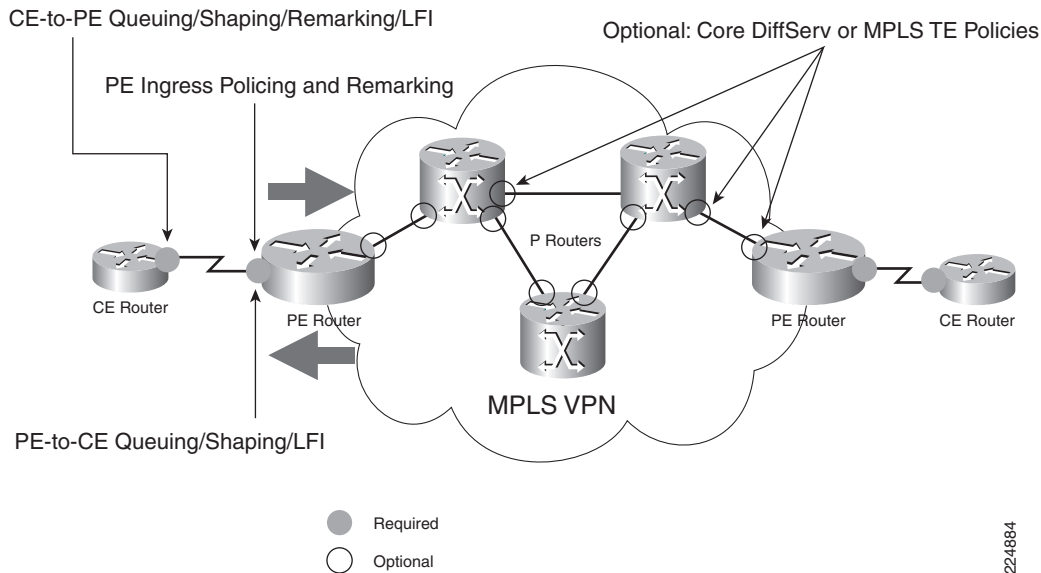 CE-to-PE Queuing/Shaping/Remarking/LFI
Optional: Core DiffServ or MPLS TE Policies
PE Ingress Policing and Remarking
P Routers
CE Router
PE Router
PE Router
CE Router
MPLS VPN
PE-to-CE Queuing/Shaping/LFI
Required
Optional
224884